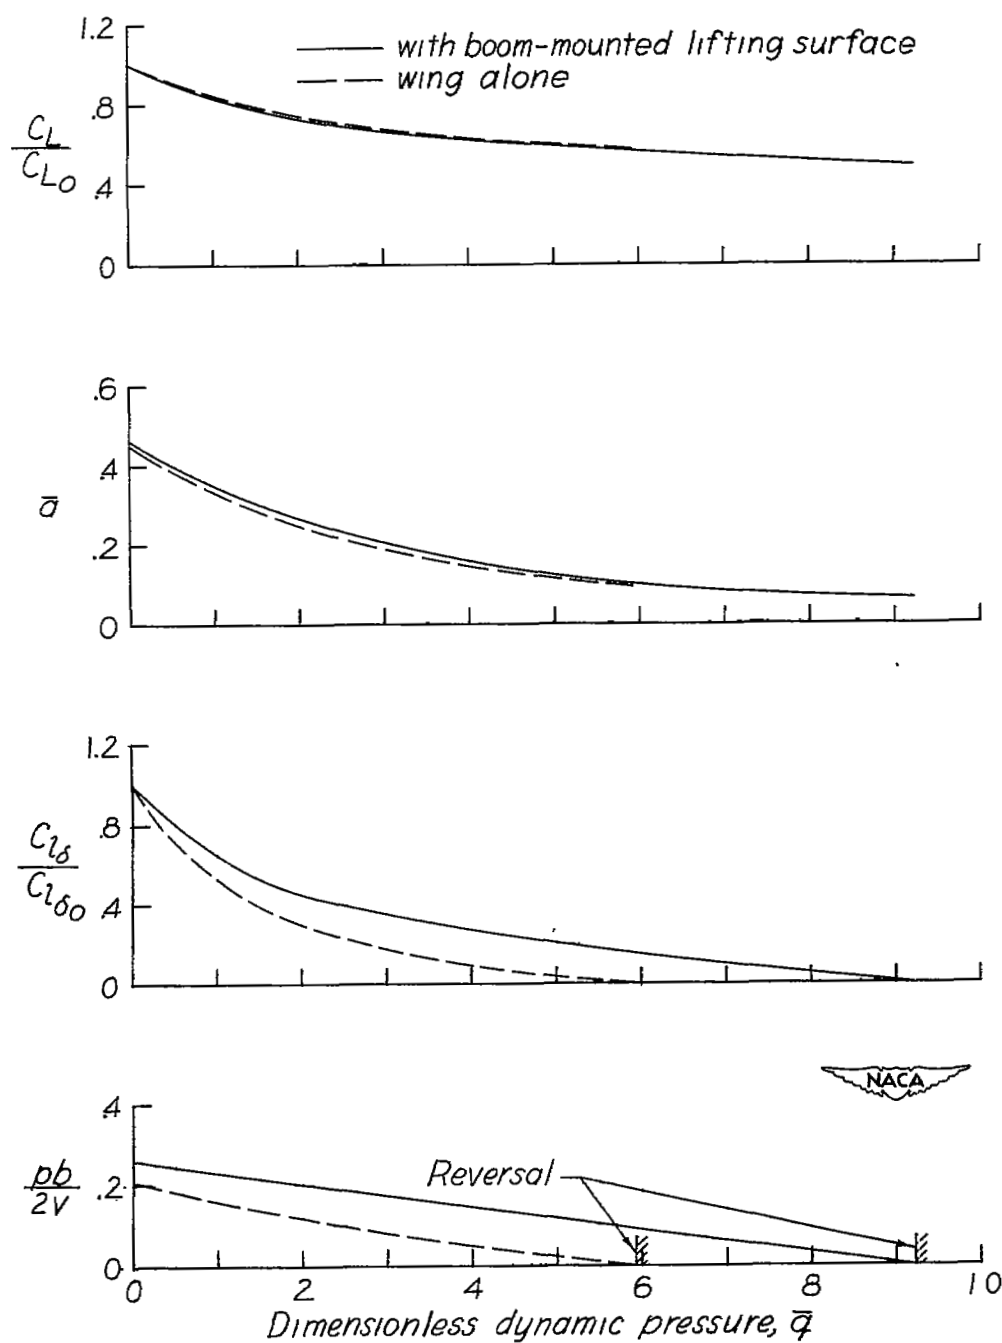 1.2
with boom-mounted lifting surface
wing alone
.8
C_L
C_L0
.4
0
.6
.4
ā
.2
0
1.2
.8
C_lδ
C_lδ0
.4
0
NACA
.4
pb
2v
.2
Reversal
0
0 2 4 6 8 10
Dimensionless dynamic pressure, q̄